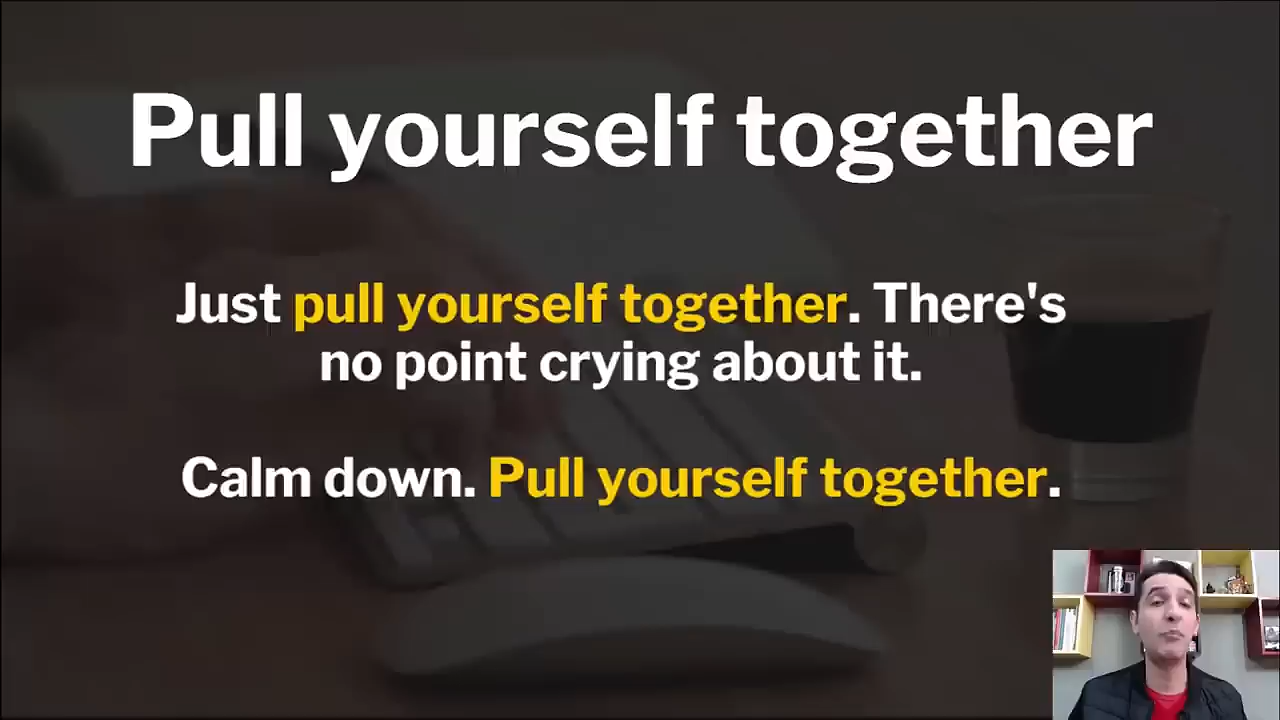 Pull yourself together
Just pull yourself together. There's
no point crying about it.
Calm down. Pull yourself together.